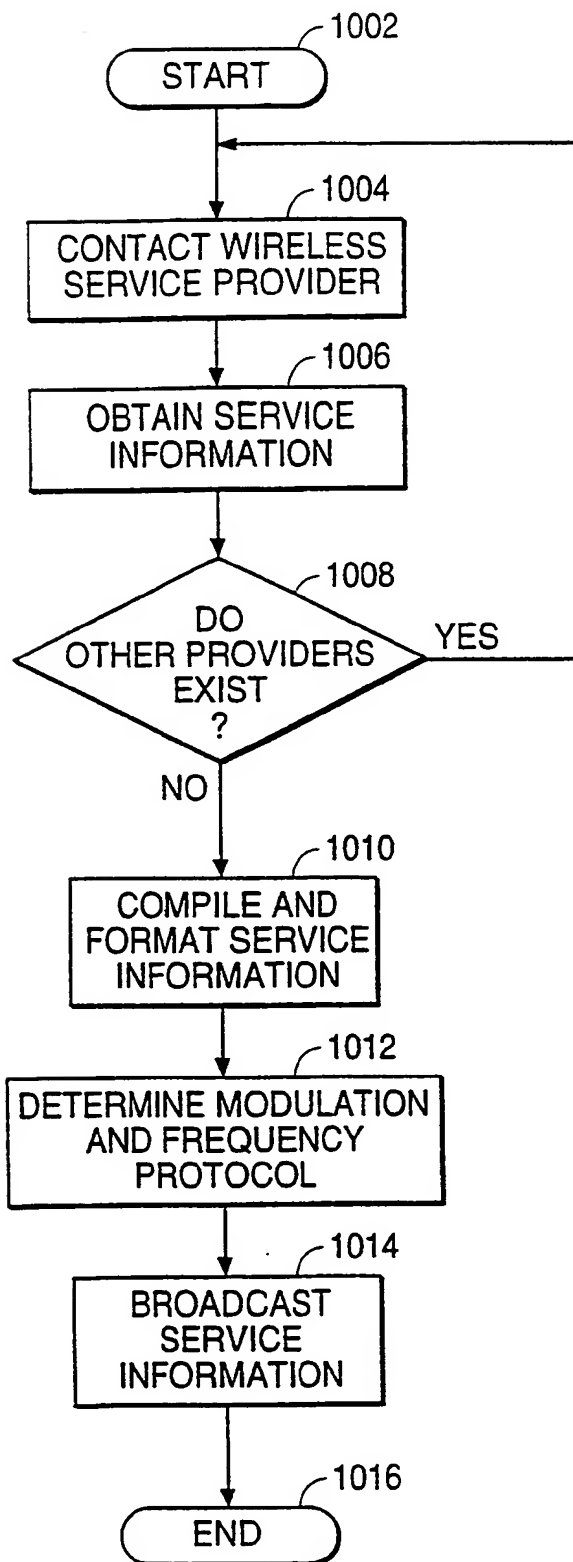 1002
START
1004
CONTACT WIRELESS
SERVICE PROVIDER
1006
OBTAIN SERVICE
INFORMATION
1008
DO
OTHER PROVIDERS
EXIST
?
YES
NO
1010
COMPILE AND
FORMAT SERVICE
INFORMATION
1012
DETERMINE MODULATION
AND FREQUENCY
PROTOCOL
1014
BROADCAST
SERVICE
INFORMATION
1016
END